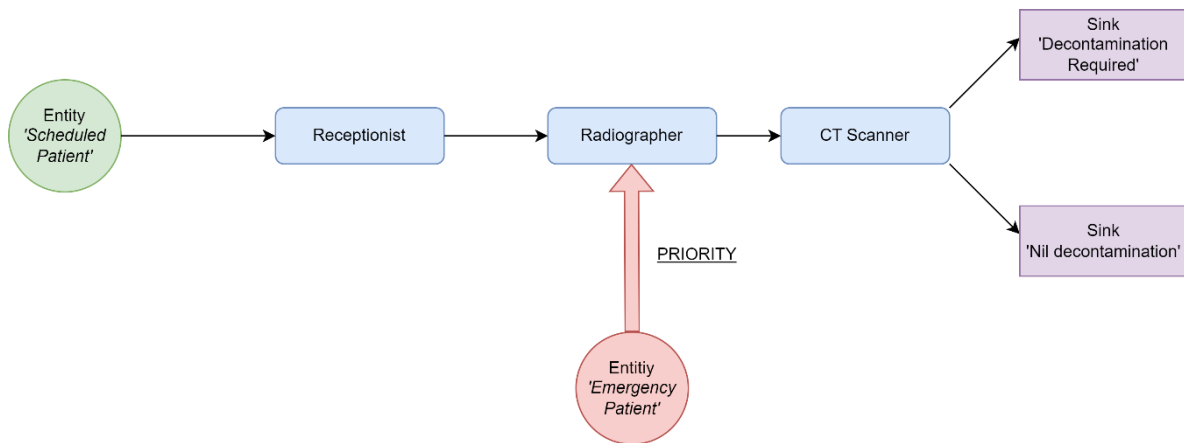 Sink
'Decontamination
Required'
Entity
'Scheduled
Patient'
Receptionist
Radiographer
CT Scanner
Sink
'Nil decontamination'
PRIORITY
Entitiy
'Emergency
Patient'